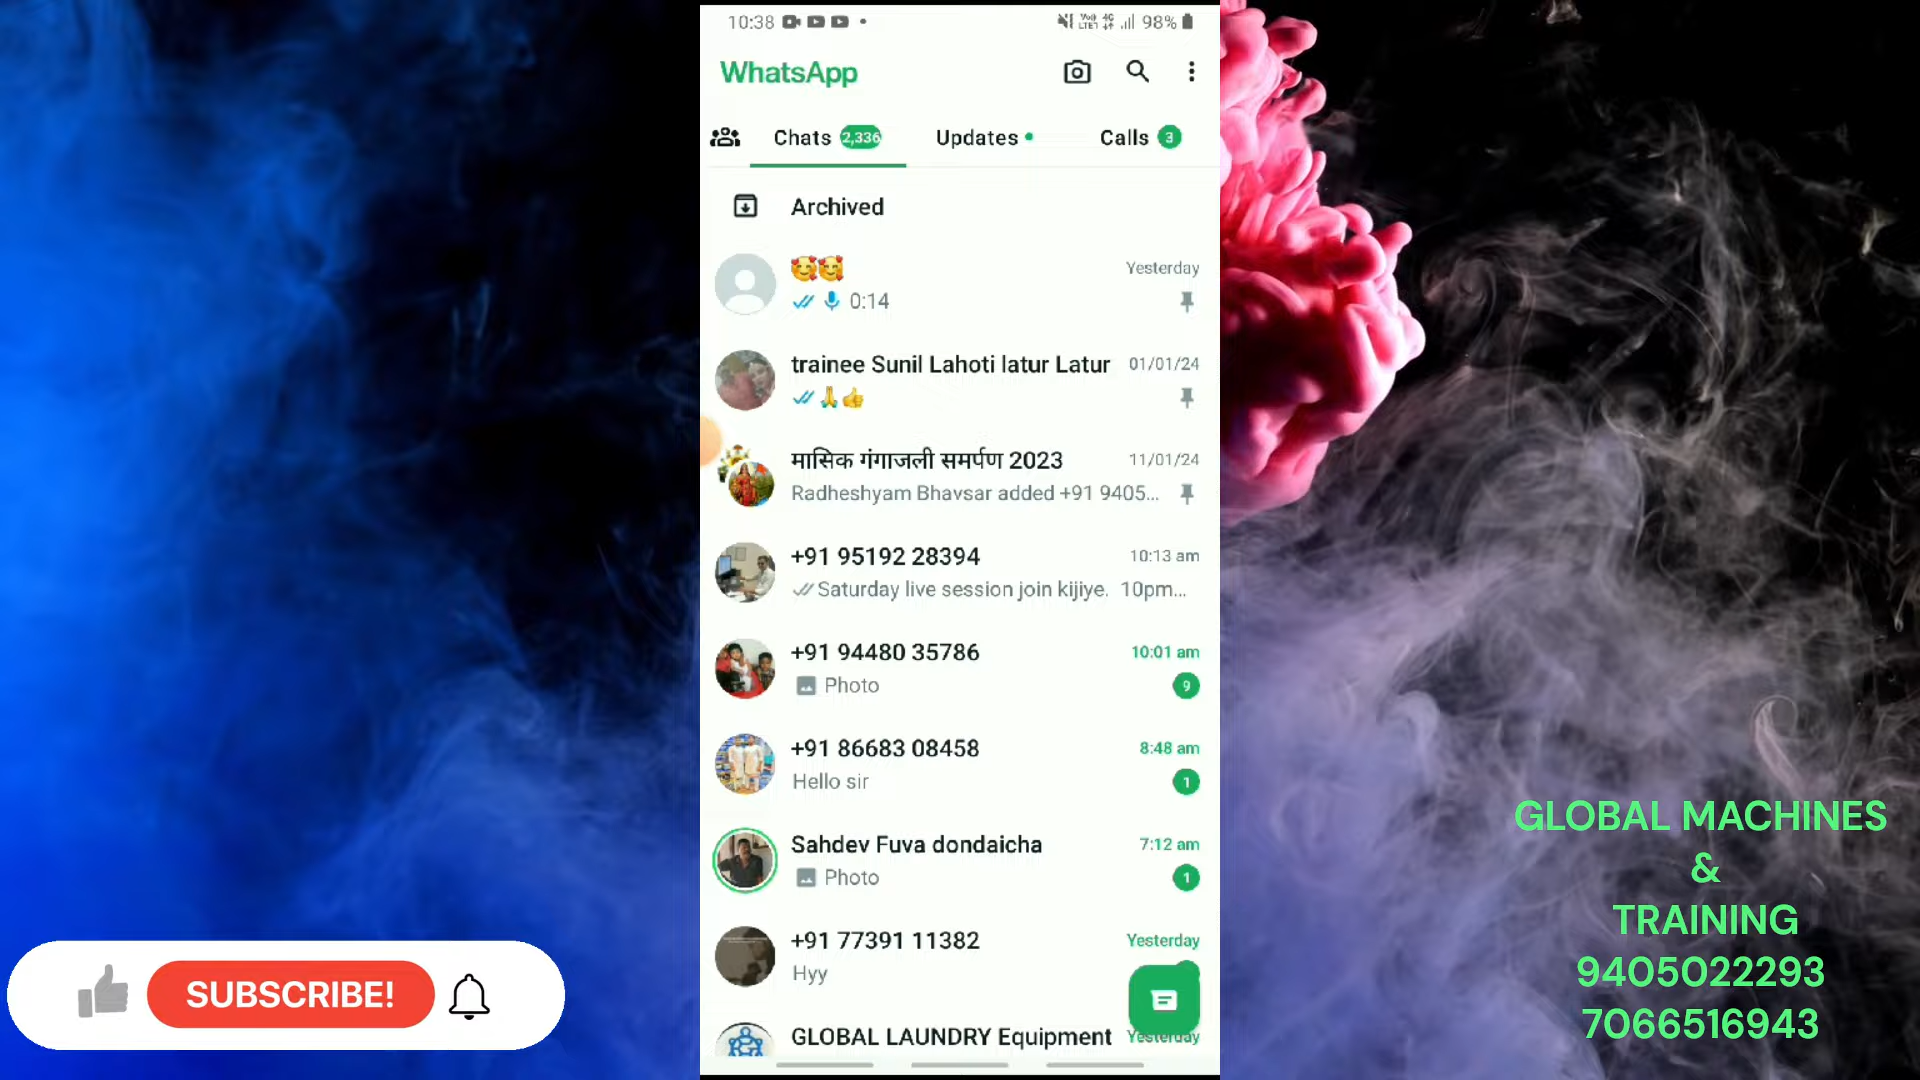 10:38
98%
WhatsApp
Chats 2,336
Updates
Calls 3
Archived
🥰🥰 Yesterday
0:14
trainee Sunil Lahoti latur Latur 01/01/24
🙏👍
मासिक गंगाजली समर्पण 2023 11/01/24
Radheshyam Bhavsar added +91 9405...
+91 95192 28394 10:13 am
Saturday live session join kijiye. 10pm...
+91 94480 35786 10:01 am
Photo 9
+91 86683 08458 8:48 am
Hello sir 1
Sahdev Fuva dondaicha 7:12 am
Photo 1
+91 77391 11382 Yesterday
Hyy
GLOBAL LAUNDRY Equipment Yesterday
SUBSCRIBE!
GLOBAL MACHINES
&
TRAINING
9405022293
7066516943